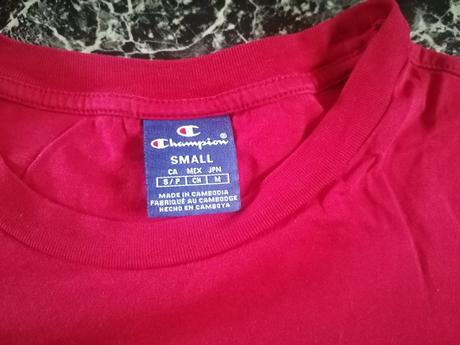 Champion®
SMALL
CA MEX JPN
S/P CH M
MADE IN CAMBODIA
FABRIQUÉ AU CAMBODGE
HECHO EN CAMBOYA